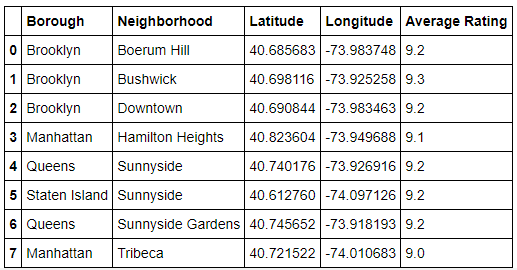 Borough Neighborhood Latitude Longitude Average Rating
0 Brooklyn Boerum Hill 40.685683 -73.983748 9.2
1 Brooklyn Bushwick 40.698116 -73.925258 9.3
2 Brooklyn Downtown 40.690844 -73.983463 9.2
3 Manhattan Hamilton Heights 40.823604 -73.949688 9.1
4 Queens Sunnyside 40.740176 -73.926916 9.2
5 Staten Island Sunnyside 40.612760 -74.097126 9.2
6 Queens Sunnyside Gardens 40.745652 -73.918193 9.2
7 Manhattan Tribeca 40.721522 -74.010683 9.0